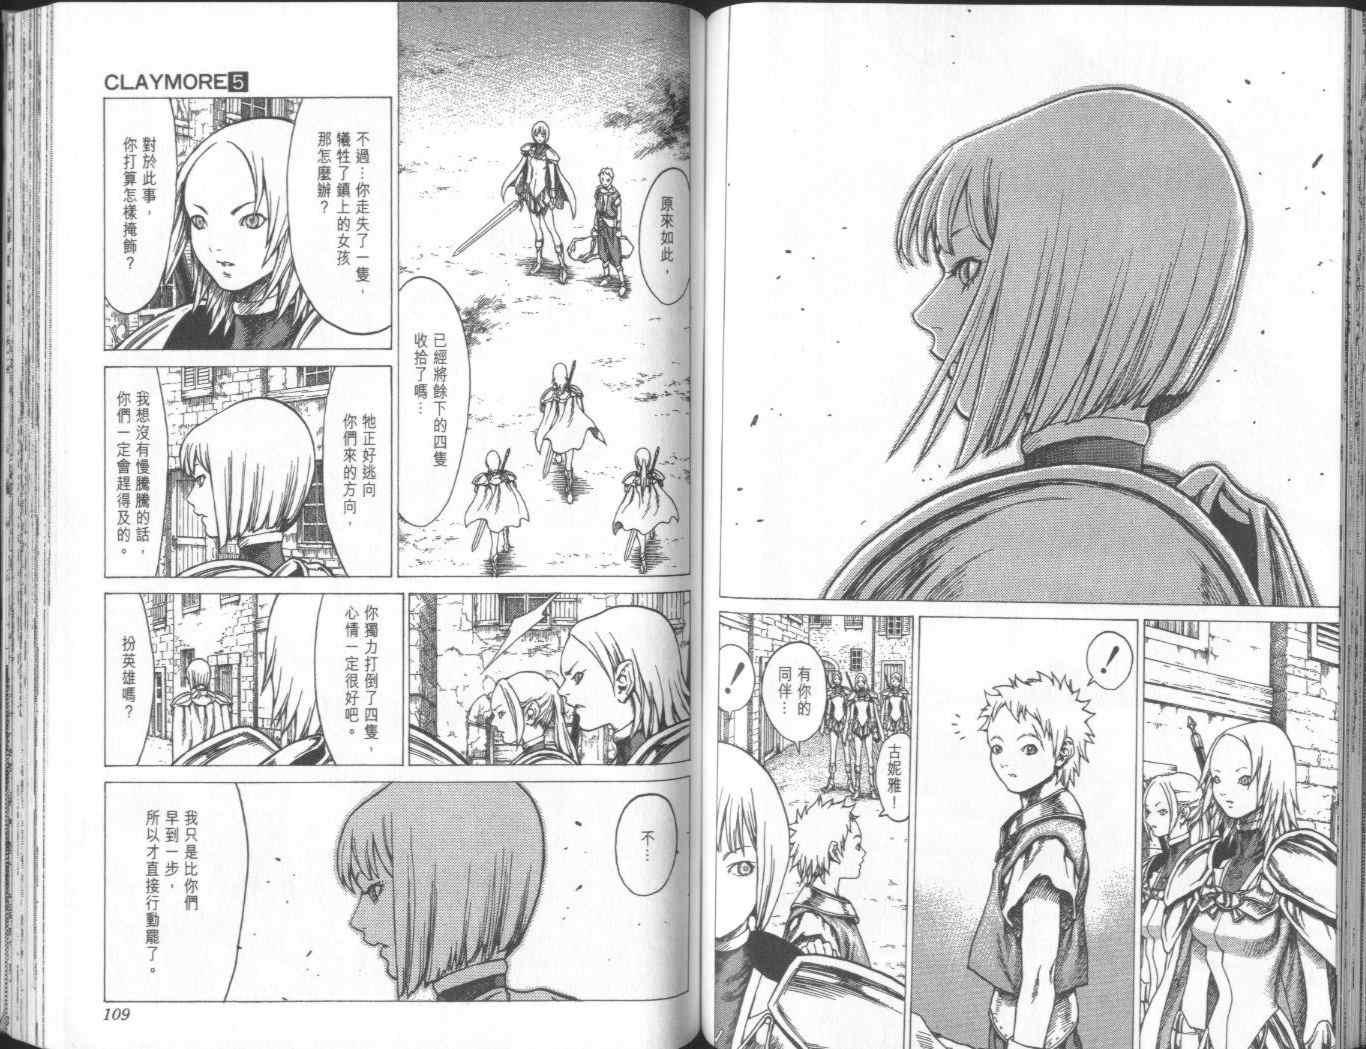 ！
！
有你的
同伴…
古妮雅！
CLAYMORE5
原來如此，
已經將餘下的四隻
收拾了嗎…
不過…你走失了一隻，
犧牲了鎮上的女孩
那怎麼辦？
對於此事，
你打算怎樣掩飾？
牠正好逃向
你們來的方向，
我想沒有慢騰騰的話，
你們一定會趕得及的。
你獨力打倒了四隻，
心情一定很好吧。
扮英雄嗎？
不…
我只是比你們
早到一步，
所以才直接行動罷了。
109